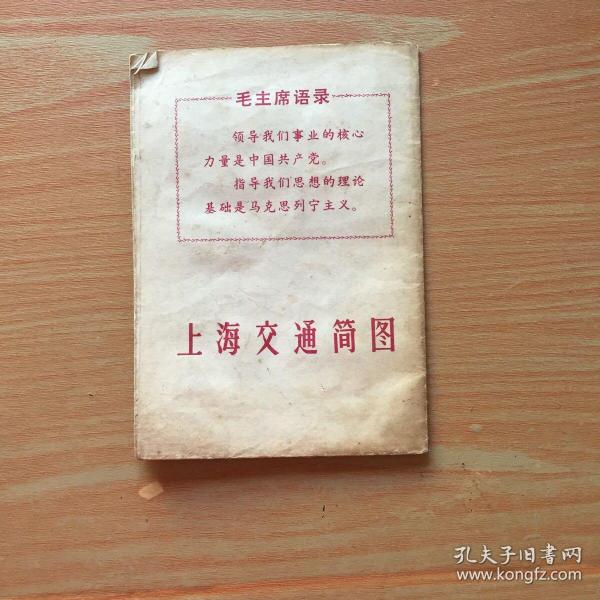 毛主席语录
领导我们事业的核心
力量是中国共产党。
指导我们思想的理论
基础是马克思列宁主义。
上海交通简图
孔夫子旧书网
www.kongfz.com